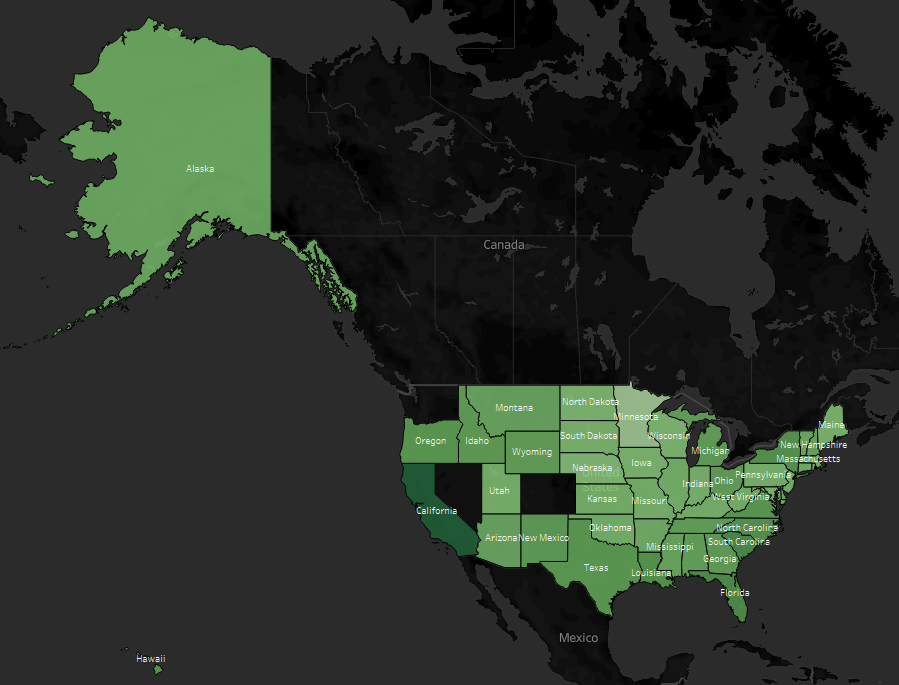 Alaska
Canada
North Dakota
Montana
Minnesota
Maine
Oregon
Idaho
South Dakota
Wisconsin
New Hampshire
Wyoming
Michigan
Massachusetts
Iowa
Nebraska
United
States
Pennsylvania
Ohio
Indiana
Utah
Kansas
Missouri
West Virginia
California
Oklahoma
North Carolina
Arizona
New Mexico
South Carolina
Mississippi
Georgia
Texas
Louisiana
Florida
Mexico
Hawaii